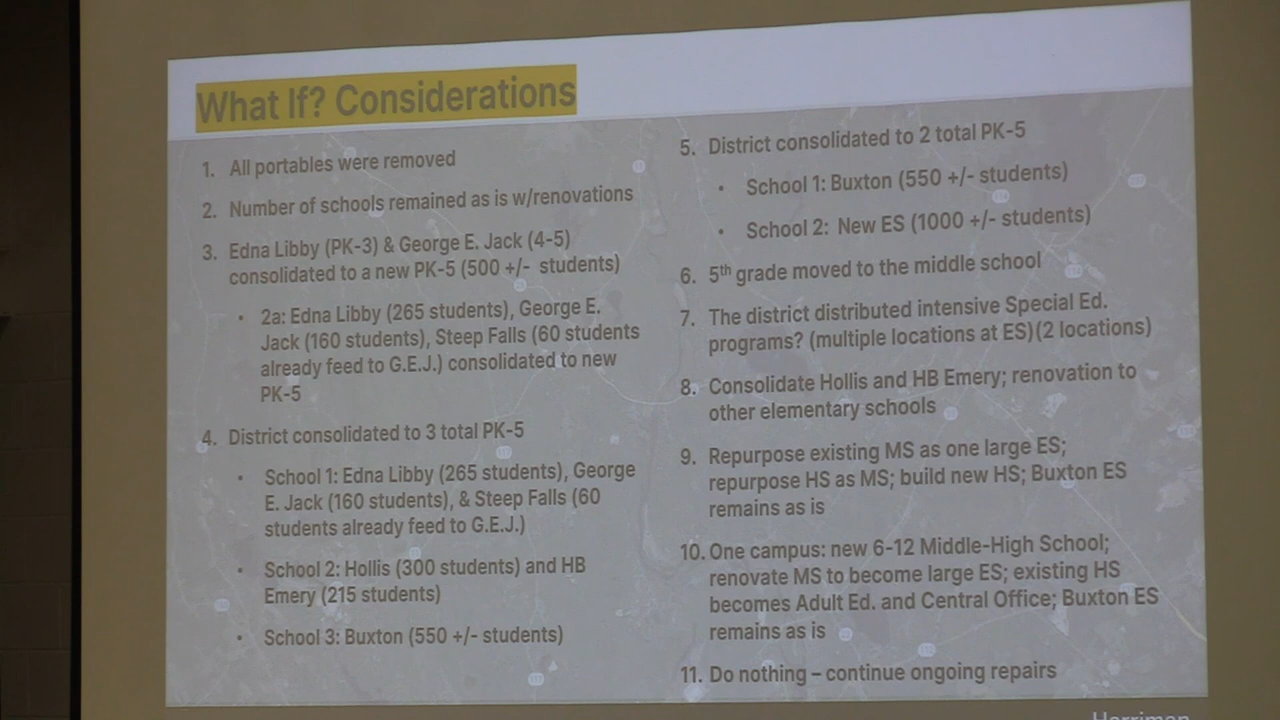 What If? Considerations
1. All portables were removed
2. Number of schools remained as is w/renovations
3. Edna Libby (PK-3) & George E. Jack (4-5)
consolidated to a new PK-5 (500 +/- students)
• 2a: Edna Libby (265 students), George E.
Jack (160 students), Steep Falls (60 students
already feed to G.E.J.) consolidated to new
PK-5
4. District consolidated to 3 total PK-5
• School 1: Edna Libby (265 students), George
E. Jack (160 students), & Steep Falls (60
students already feed to G.E.J.)
• School 2: Hollis (300 students) and HB
Emery (215 students)
• School 3: Buxton (550 +/- students)
5. District consolidated to 2 total PK-5
• School 1: Buxton (550 +/- students)
• School 2: New ES (1000 +/- students)
6. 5th grade moved to the middle school
7. The district distributed intensive Special Ed.
programs? (multiple locations at ES)(2 locations)
8. Consolidate Hollis and HB Emery; renovation to
other elementary schools
9. Repurpose existing MS as one large ES;
repurpose HS as MS; build new HS; Buxton ES
remains as is
10. One campus: new 6-12 Middle-High School;
renovate MS to become large ES; existing HS
becomes Adult Ed. and Central Office; Buxton ES
remains as is
11. Do nothing – continue ongoing repairs
Harriman